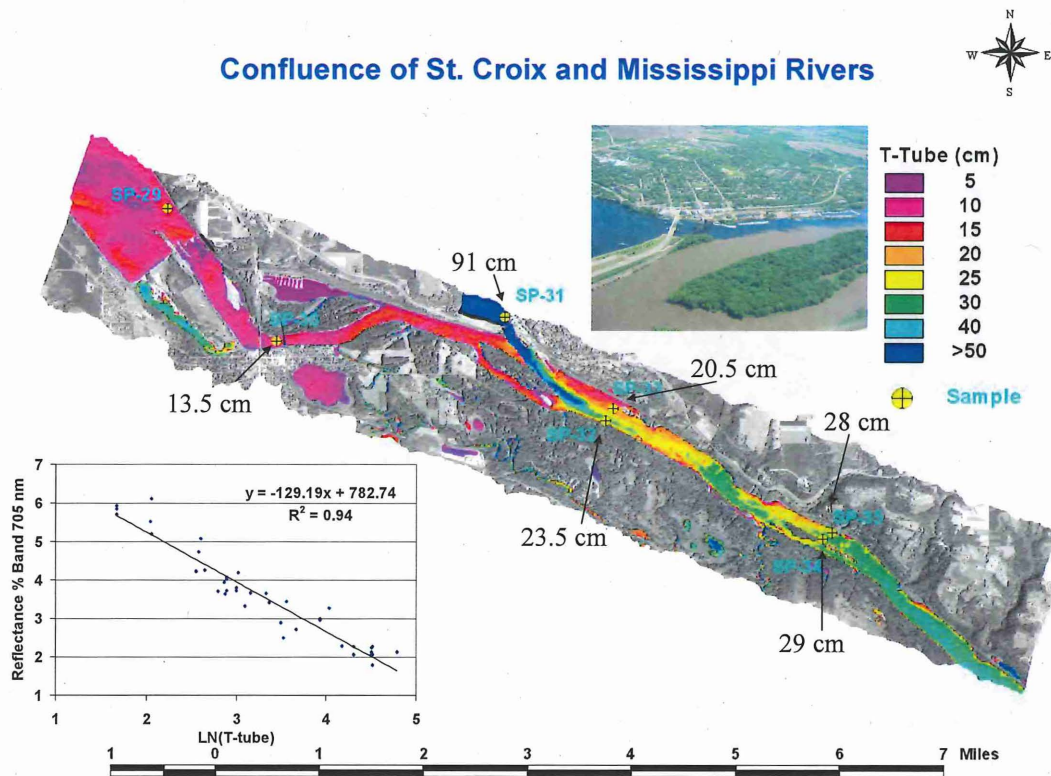 N
W E
S
Confluence of St. Croix and Mississippi Rivers
T-Tube (cm)
5
10
15
20
25
30
40
>50
Sample
SP-29
91 cm
SP-31
13.5 cm
20.5 cm
SP-32
23.5 cm
28 cm
SP-33
SP-34
29 cm
y = -129.19x + 782.74
R² = 0.94
Reflectance % Band 705 nm
7
6
5
4
3
2
1
1 2 3 4 5
LN(T-tube)
1 0 1 2 3 4 5 6 7 Miles